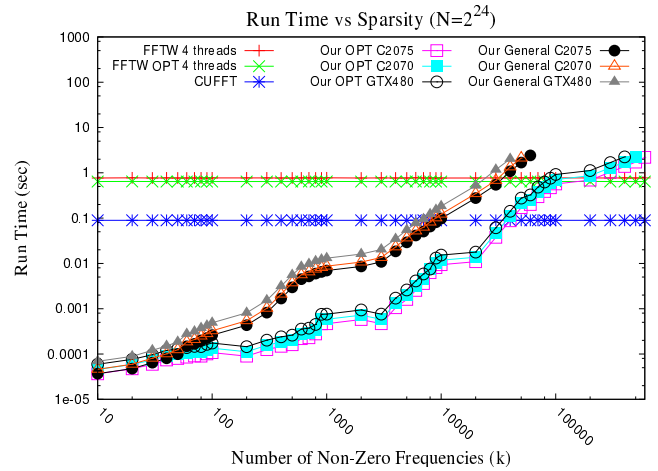 Run Time vs Sparsity (N=2^24)
FFTW 4 threads
FFTW OPT 4 threads
CUFFT
Our OPT C2075
Our OPT C2070
Our OPT GTX480
Our General C2075
Our General C2070
Our General GTX480
Run Time (sec)
1000
100
10
1
0.1
0.01
0.001
0.0001
1e-05
10
100
1000
10000
100000
Number of Non-Zero Frequencies (k)